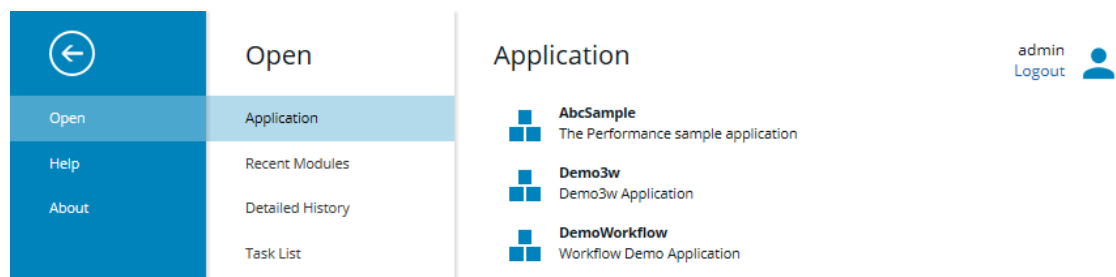 Open
Help
About
Open
Application
Recent Modules
Detailed History
Task List
Application
AbcSample
The Performance sample application
Demo3w
Demo3w Application
DemoWorkflow
Workflow Demo Application
admin
Logout